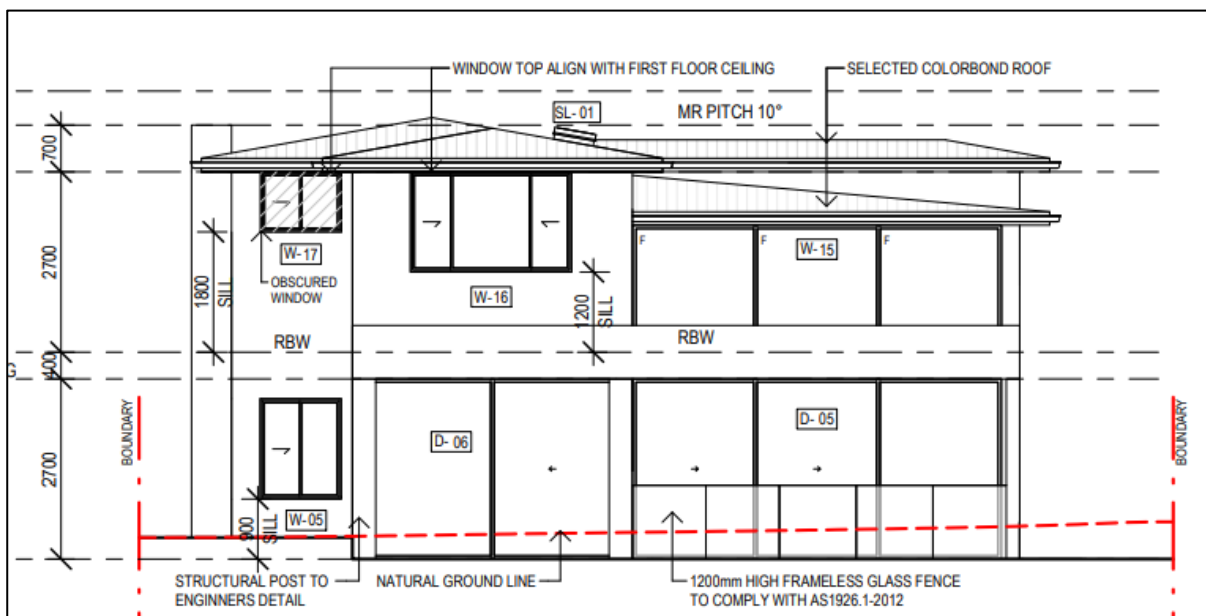 WINDOW TOP ALIGN WITH FIRST FLOOR CEILING
SELECTED COLORBOND ROOF
SL-01
MR PITCH 10°
700
2700
400
2700
1800
SILL
W-17
OBSCURED
WINDOW
W-16
1200
SILL
W-15
F
F
F
RBW
RBW
BOUNDARY
BOUNDARY
D-06
D-05
900
SILL
W-05
STRUCTURAL POST TO
ENGINNERS DETAIL
NATURAL GROUND LINE
1200mm HIGH FRAMELESS GLASS FENCE
TO COMPLY WITH AS1926.1-2012